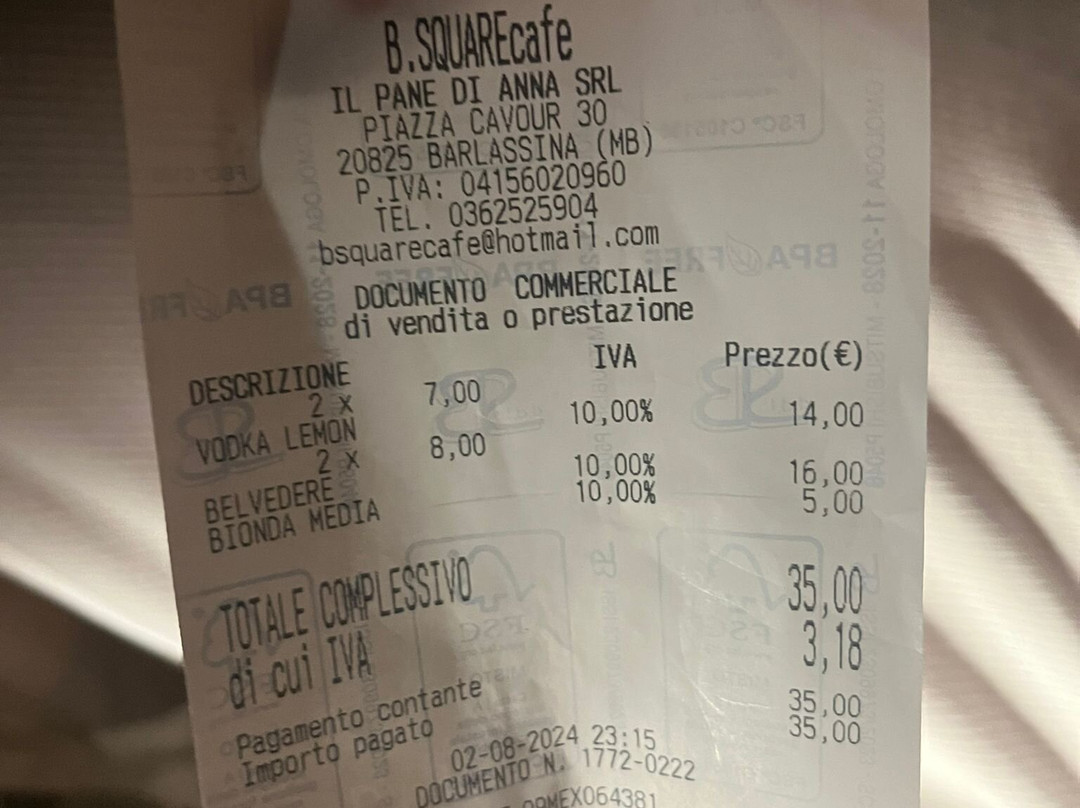 B.SQUAREcafe
IL PANE DI ANNA SRL
PIAZZA CAVOUR 30
20825 BARLASSINA (MB)
P.IVA: 04156020960
TEL. 0362525904
bsquarecafe@hotmail.com
DOCUMENTO COMMERCIALE
di vendita o prestazione
DESCRIZIONE IVA Prezzo(€)
2 X 7,00
VODKA LEMON 10,00% 14,00
2 X 8,00
BELVEDERE 10,00% 16,00
BIONDA MEDIA 10,00% 5,00
TOTALE COMPLESSIVO 35,00
di cui IVA 3,18
Pagamento contante 35,00
Importo pagato 35,00
02-08-2024 23:15
DOCUMENTO N. 1772-0222